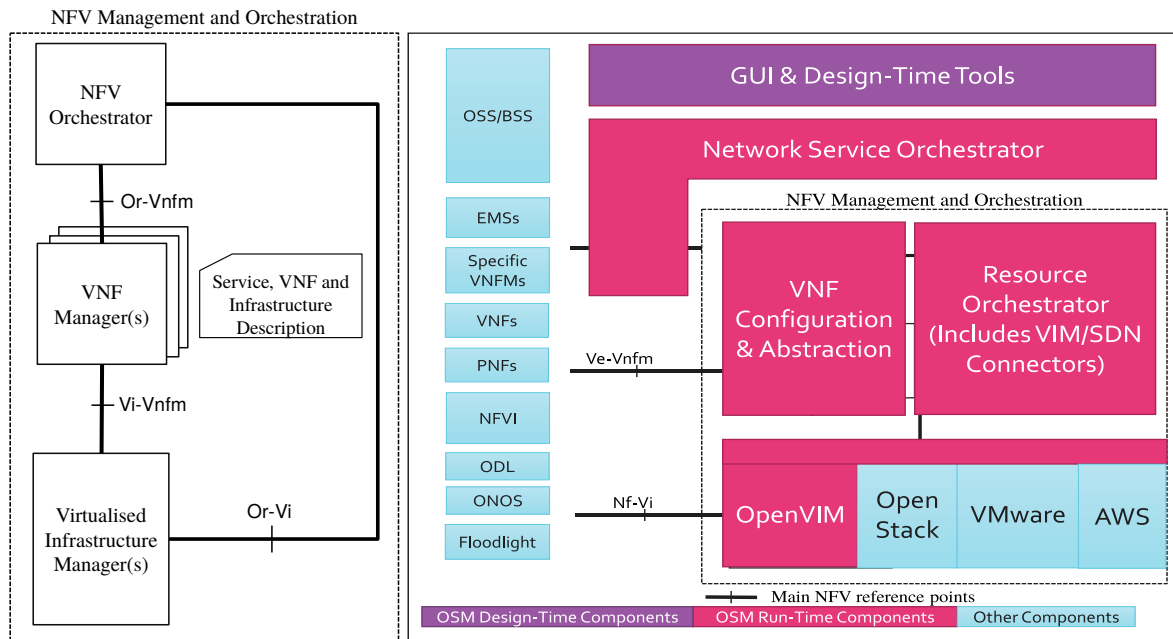 NFV Management and Orchestration
NFV
Orchestrator
Or-Vnfm
VNF
Manager(s)
Service, VNF and
Infrastructure
Description
Vi-Vnfm
Virtualised
Infrastructure
Manager(s)
Or-Vi
OSS/BSS
EMSs
Specific
VNFMs
VNFs
PNFs
NFVI
ODL
ONOS
Floodlight
GUI & Design-Time Tools
Network Service Orchestrator
NFV Management and Orchestration
VNF
Configuration
& Abstraction
Resource
Orchestrator
(Includes VIM/SDN
Connectors)
Ve-Vnfm
Nf-Vi
OpenVIM
Open
Stack
VMware
AWS
Main NFV reference points
OSM Design-Time Components
OSM Run-Time Components
Other Components